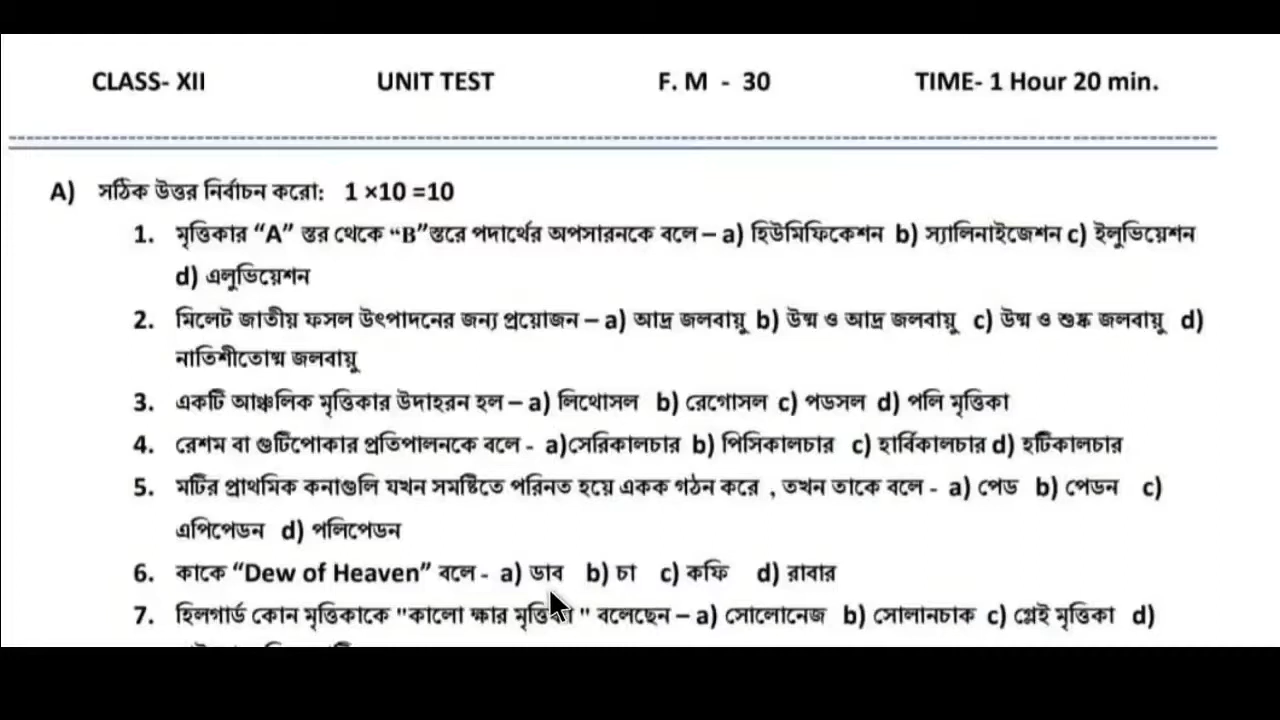 CLASS- XII UNIT TEST F. M - 30 TIME- 1 Hour 20 min.
A) সঠিক উত্তর নির্বাচন করো: 1 ×10 =10
1. মৃত্তিকার “A” স্তর থেকে “B”স্তরে পদার্থের অপসারনকে বলে – a) হিউমিফিকেশন b) স্যালিনাইজেশন c) ইলুভিয়েশন
d) এলুভিয়েশন
2. মিলেট জাতীয় ফসল উৎপাদনের জন্য প্রয়োজন – a) আদ্র জলবায়ু b) উষ্ম ও আদ্র জলবায়ু c) উষ্ম ও শুষ্ক জলবায়ু d)
নাতিশীতোষ্ম জলবায়ু
3. একটি আঞ্চলিক মৃত্তিকার উদাহরন হল – a) লিথোসল b) রেগোসল c) পডসল d) পলি মৃত্তিকা
4. রেশম বা গুটিপোকার প্রতিপালনকে বলে - a)সেরিকালচার b) পিসিকালচার c) হার্বিকালচার d) হর্টিকালচার
5. মটির প্রাথমিক কনাগুলি যখন সমষ্টিতে পরিনত হয়ে একক গঠন করে , তখন তাকে বলে - a) পেড b) পেডন c)
এপিপেডন d) পলিপেডন
6. কাকে “Dew of Heaven” বলে - a) ডাব b) চা c) কফি d) রাবার
7. হিলগার্ড কোন মৃত্তিকাকে "কালো ক্ষার মৃত্তিকা " বলেছেন – a) সোলোনেজ b) সোলানচাক c) গ্লেই মৃত্তিকা d)